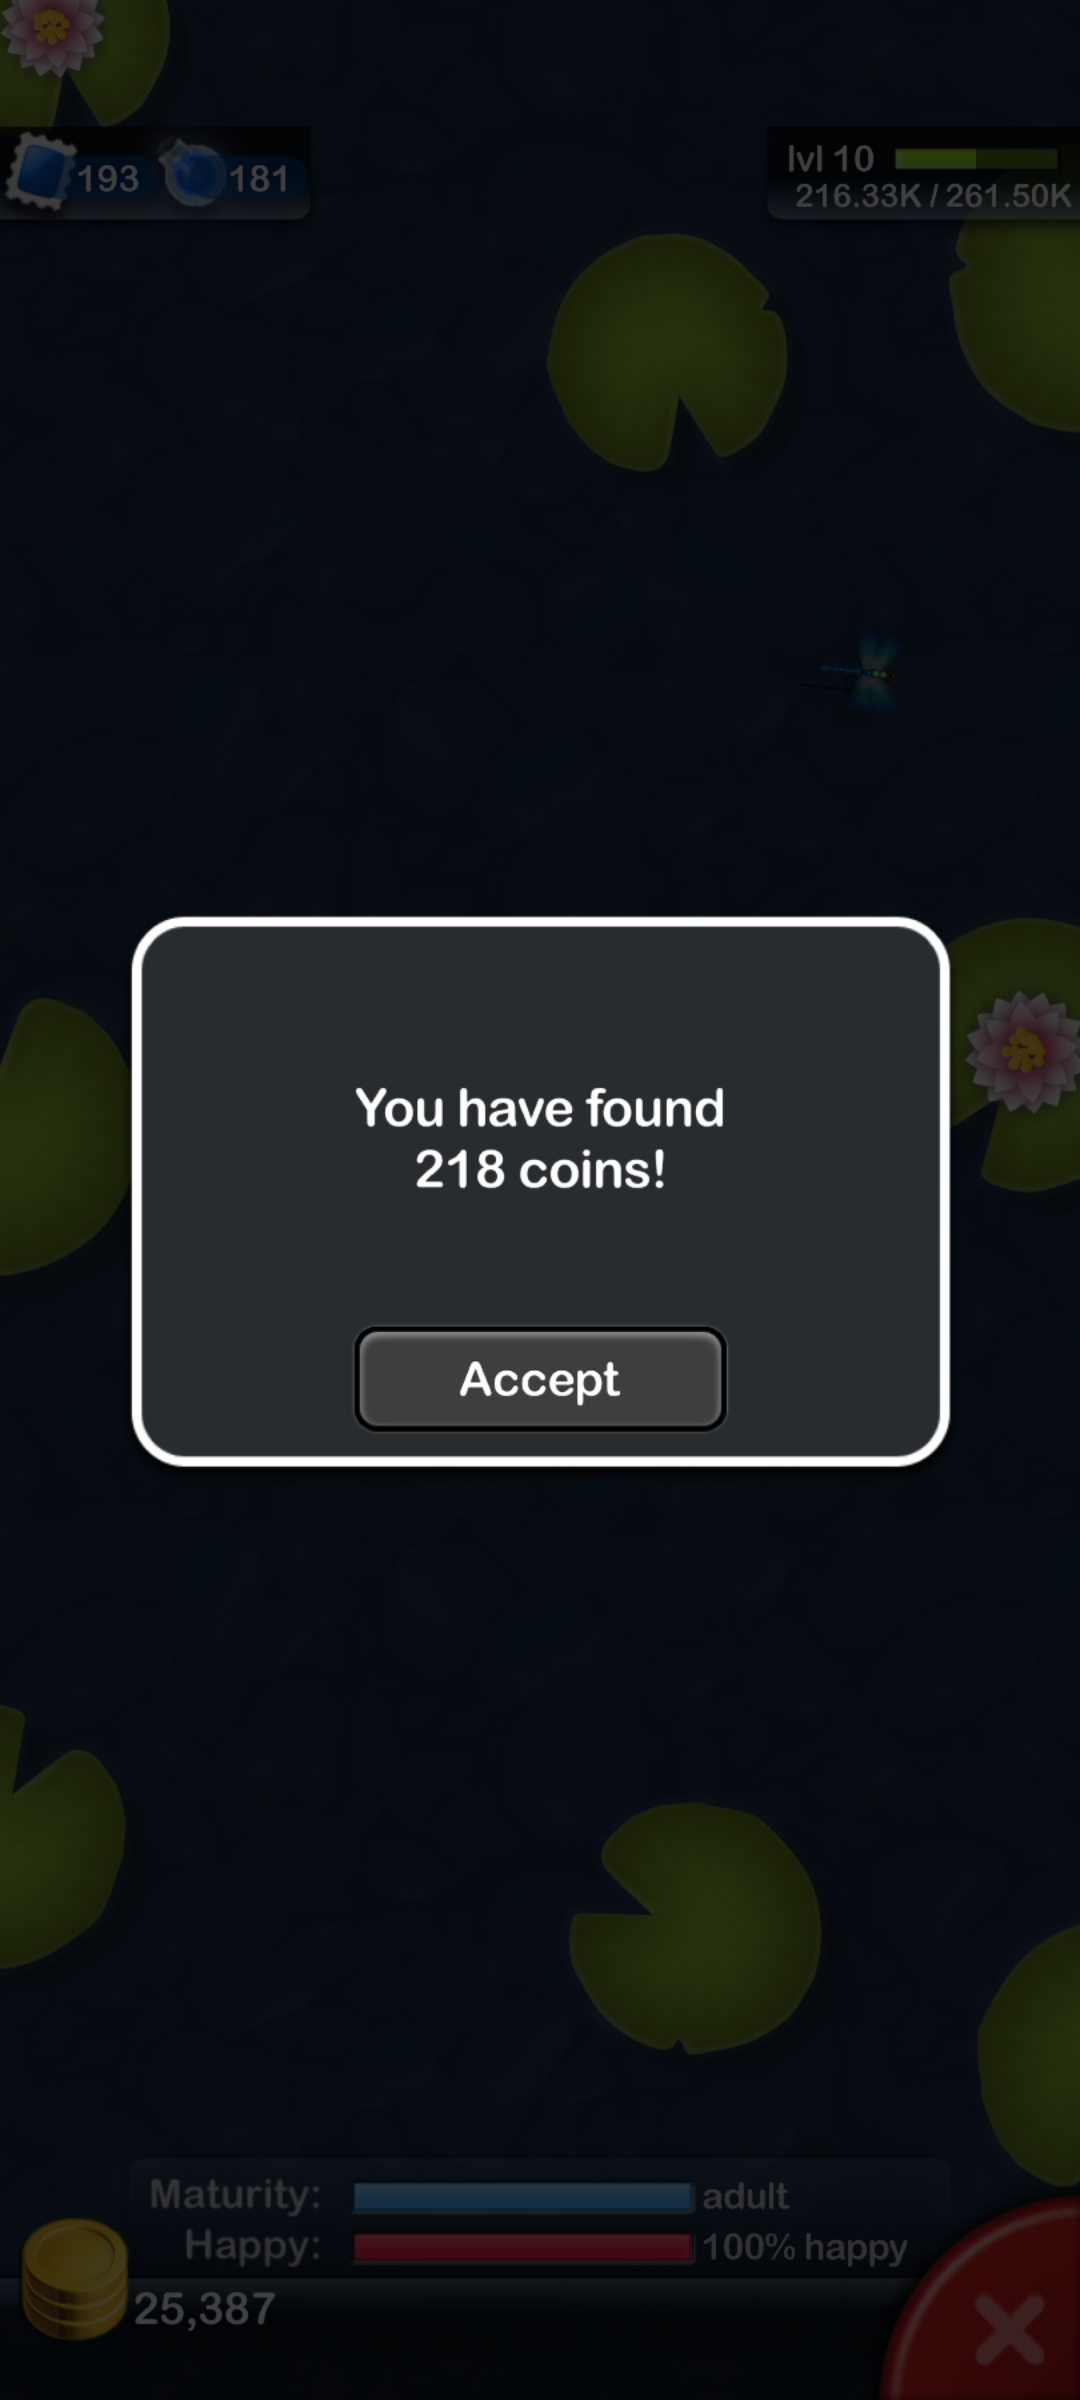 193 181
lvl 10
216.33K / 261.50K
You have found
218 coins!
Accept
Maturity: adult
Happy: 100% happy
25,387